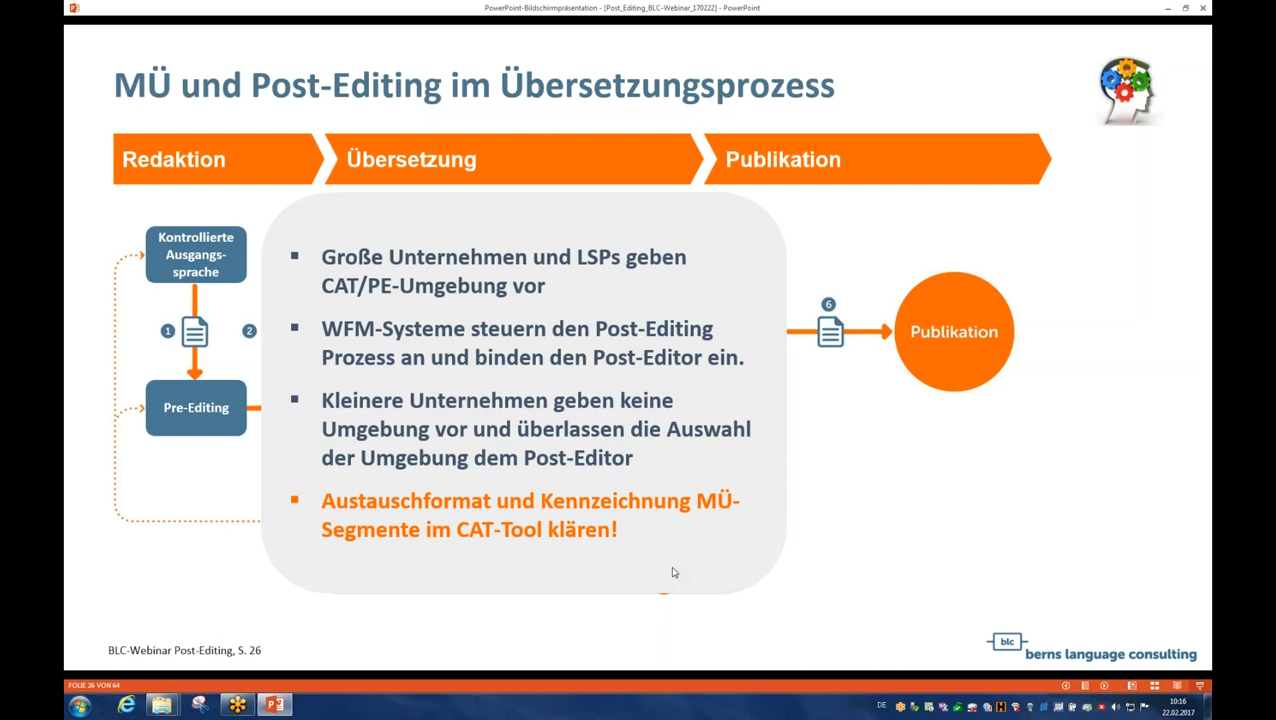 PowerPoint-Bildschirmpräsentation - [Post_Editing_BLC-Webinar_170222] - PowerPoint
MÜ und Post-Editing im Übersetzungsprozess
Redaktion
Übersetzung
Publikation
Kontrollierte
Ausgangs-
sprache
1
2
Pre-Editing
Große Unternehmen und LSPs geben
CAT/PE-Umgebung vor
WFM-Systeme steuern den Post-Editing
Prozess an und binden den Post-Editor ein.
Kleinere Unternehmen geben keine
Umgebung vor und überlassen die Auswahl
der Umgebung dem Post-Editor
Austauschformat und Kennzeichnung MÜ-
Segmente im CAT-Tool klären!
6
Publikation
BLC-Webinar Post-Editing, S. 26
blc
berns language consulting
FOLIE 26 VON 64
DE
10:16
22.02.2017